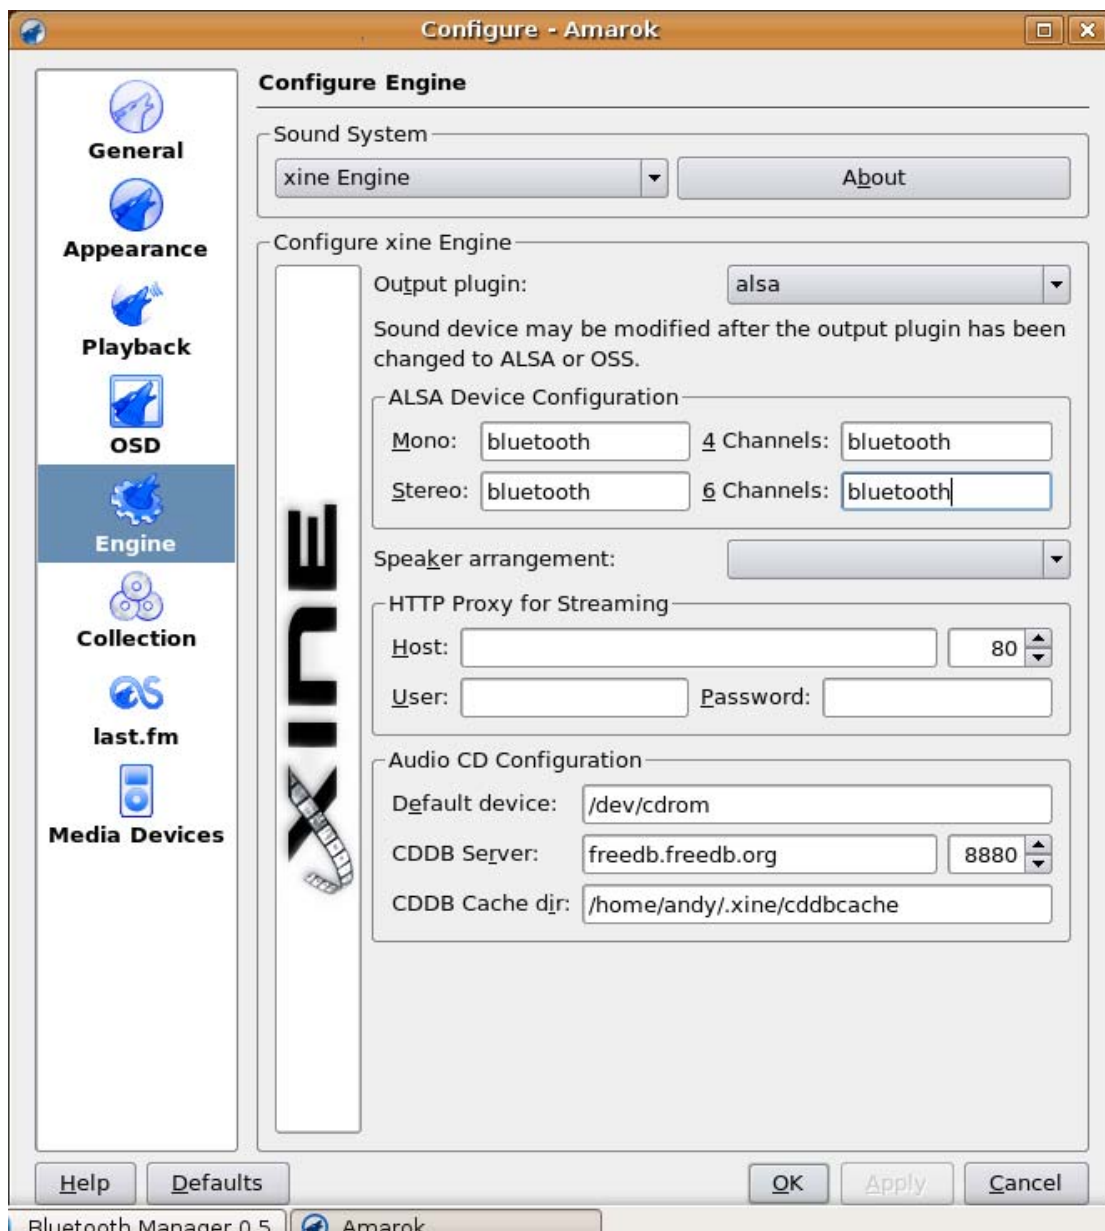 Configure - Amarok
General
Appearance
Playback
OSD
Engine
Collection
last.fm
Media Devices
Configure Engine
Sound System
xine Engine
About
Configure xine Engine
XINE
Output plugin: alsa
Sound device may be modified after the output plugin has been
changed to ALSA or OSS.
ALSA Device Configuration
Mono: bluetooth 4 Channels: bluetooth
Stereo: bluetooth 6 Channels: bluetooth
Speaker arrangement:
HTTP Proxy for Streaming
Host: 80
User: Password:
Audio CD Configuration
Default device: /dev/cdrom
CDDB Server: freedb.freedb.org 8880
CDDB Cache dir: /home/andy/.xine/cddbcache
Help Defaults OK Apply Cancel
Bluetooth Manager 0.5 Amarok